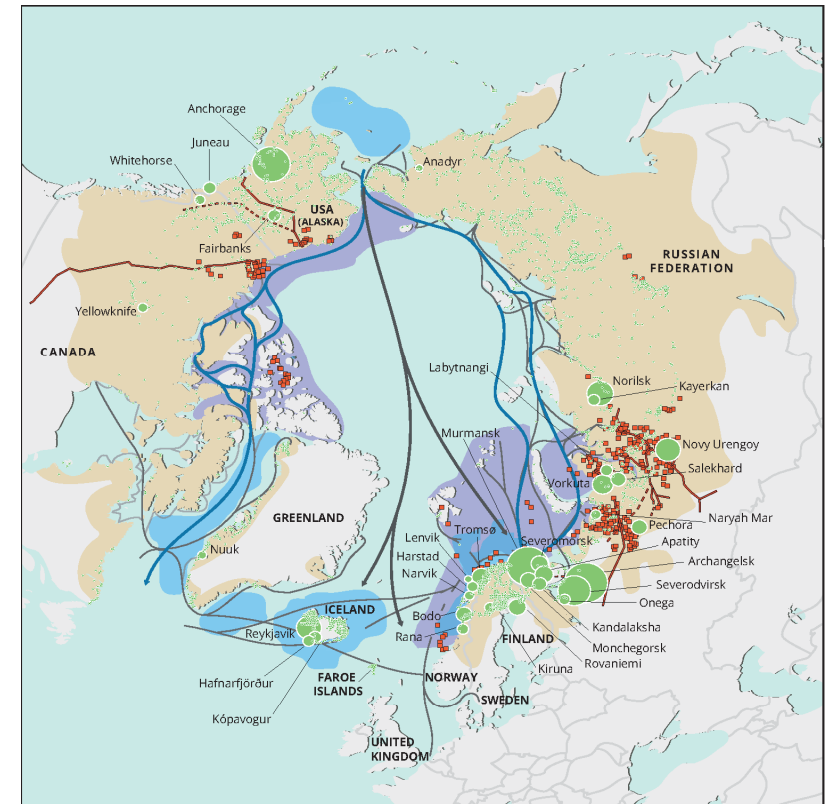 Anchorage
Juneau
Whitehorse
Anadyr
USA
(ALASKA)
Fairbanks
RUSSIAN
FEDERATION
Yellowknife
CANADA
Labytnangi
Norilsk
Kayerkan
Murmansk
Novy Urengoy
Salekhard
Vorkuta
GREENLAND
Naryah Mar
Tromsø
Pechora
Lenvik
Severomorsk
Apatity
Nuuk
Harstad
Archangelsk
Narvik
Severodvirsk
Onega
ICELAND
Bodo
Kandalaksha
Reykjavik
Rana
FINLAND
Monchegorsk
Rovaniemi
Kiruna
Hafnarfjörður
FAROE
ISLANDS
NORWAY
SWEDEN
Kópavogur
UNITED
KINGDOM